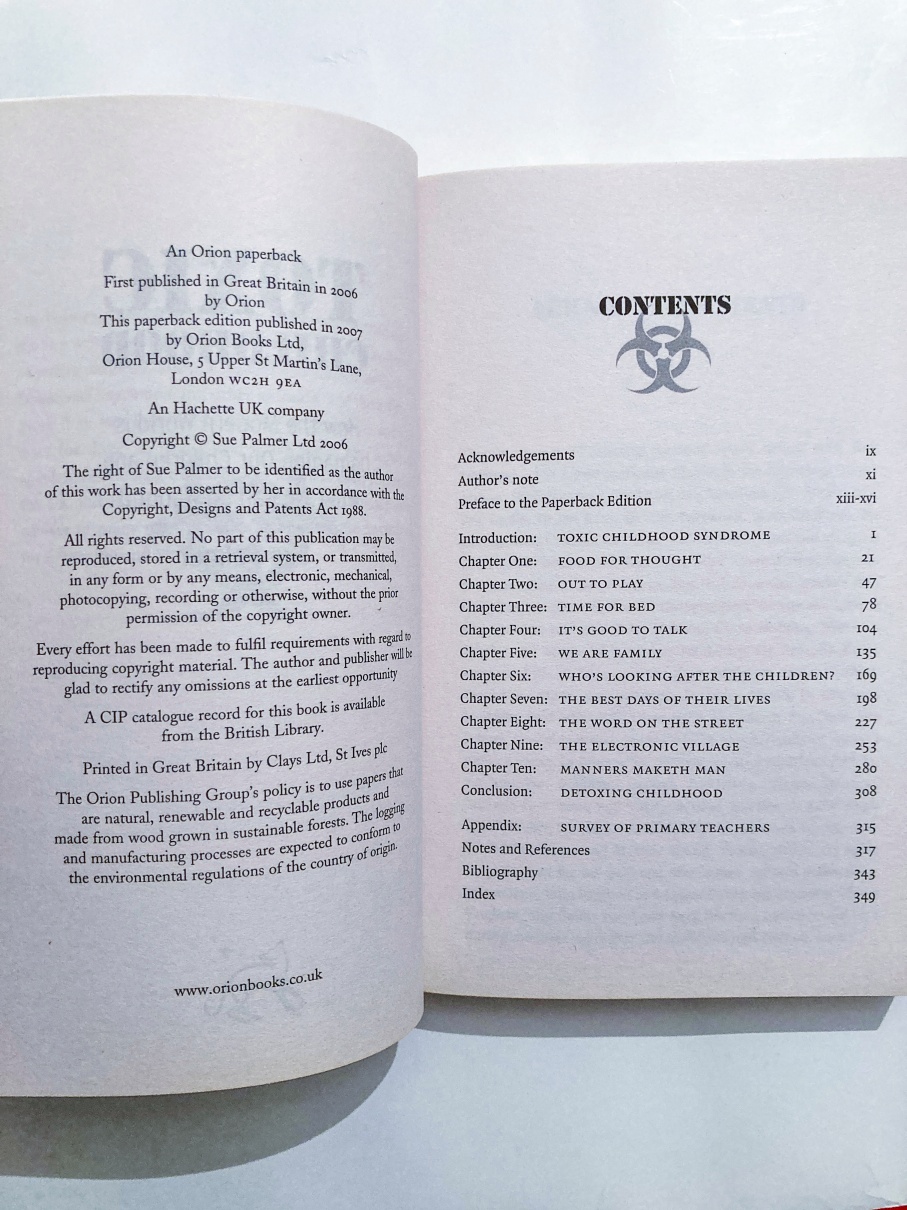 An Orion paperback
First published in Great Britain in 2006
by Orion
This paperback edition published in 2007
by Orion Books Ltd,
Orion House, 5 Upper St Martin's Lane,
London WC2H 9EA
An Hachette UK company
Copyright © Sue Palmer Ltd 2006
The right of Sue Palmer to be identified as the author
of this work has been asserted by her in accordance with the
Copyright, Designs and Patents Act 1988.
All rights reserved. No part of this publication may be
reproduced, stored in a retrieval system, or transmitted,
in any form or by any means, electronic, mechanical,
photocopying, recording or otherwise, without the prior
permission of the copyright owner.
Every effort has been made to fulfil requirements with regard to
reproducing copyright material. The author and publisher will be
glad to rectify any omissions at the earliest opportunity
A CIP catalogue record for this book is available
from the British Library.
Printed in Great Britain by Clays Ltd, St Ives plc
The Orion Publishing Group's policy is to use papers that
are natural, renewable and recyclable products and
made from wood grown in sustainable forests. The logging
and manufacturing processes are expected to conform to
the environmental regulations of the country of origin.
www.orionbooks.co.uk
CONTENTS
Acknowledgements ix
Author's note xi
Preface to the Paperback Edition xiii-xvi
Introduction: TOXIC CHILDHOOD SYNDROME 1
Chapter One: FOOD FOR THOUGHT 21
Chapter Two: OUT TO PLAY 47
Chapter Three: TIME FOR BED 78
Chapter Four: IT'S GOOD TO TALK 104
Chapter Five: WE ARE FAMILY 135
Chapter Six: WHO'S LOOKING AFTER THE CHILDREN? 169
Chapter Seven: THE BEST DAYS OF THEIR LIVES 198
Chapter Eight: THE WORD ON THE STREET 227
Chapter Nine: THE ELECTRONIC VILLAGE 253
Chapter Ten: MANNERS MAKETH MAN 280
Conclusion: DETOXING CHILDHOOD 308
Appendix: SURVEY OF PRIMARY TEACHERS 315
Notes and References 317
Bibliography 343
Index 349